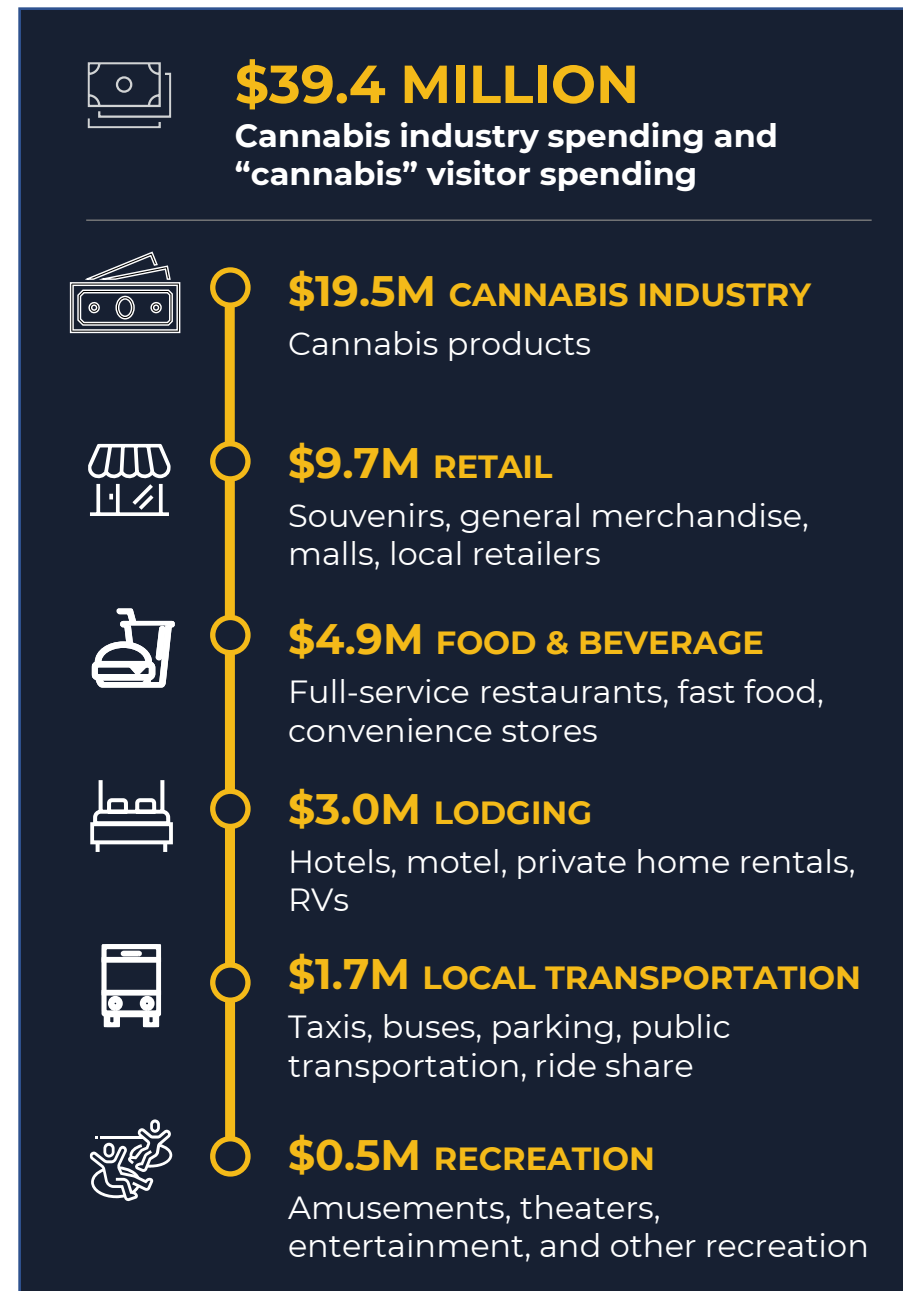 $39.4 MILLION
Cannabis industry spending and
“cannabis” visitor spending
$19.5M CANNABIS INDUSTRY
Cannabis products
$9.7M RETAIL
Souvenirs, general merchandise,
malls, local retailers
$4.9M FOOD & BEVERAGE
Full-service restaurants, fast food,
convenience stores
$3.0M LODGING
Hotels, motel, private home rentals,
RVs
$1.7M LOCAL TRANSPORTATION
Taxis, buses, parking, public
transportation, ride share
$0.5M RECREATION
Amusements, theaters,
entertainment, and other recreation